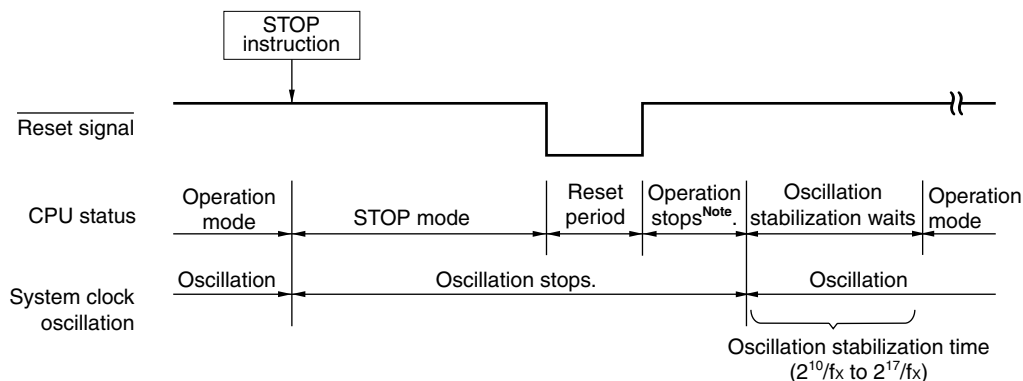 STOP
instruction
Reset signal
CPU status
Operation
mode
STOP mode
Reset
period
Operation
stops^Note.
Oscillation
stabilization waits
Operation
mode
System clock
oscillation
Oscillation
Oscillation stops.
Oscillation
Oscillation stabilization time
(2^10/fx to 2^17/fx)